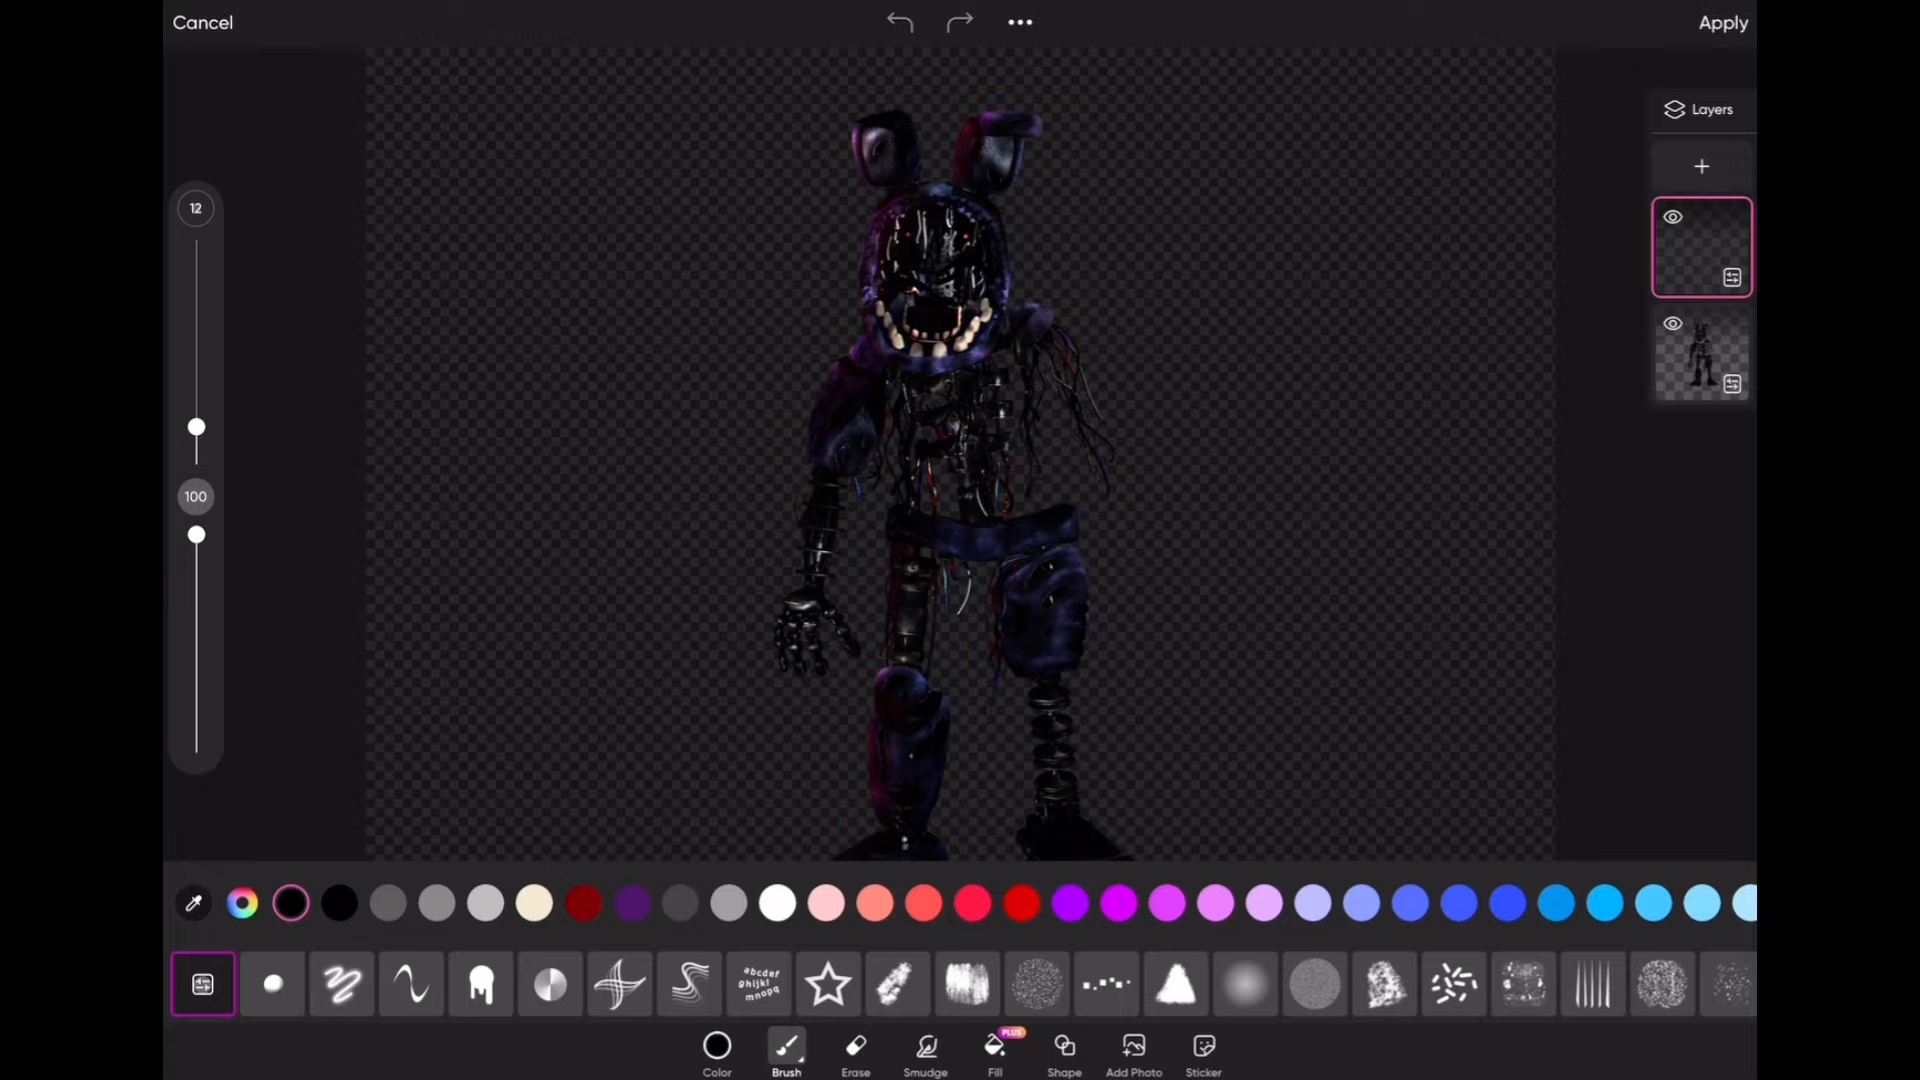 Cancel
Apply
Layers
12
100
abcdef
ghijkl
mnopq
PLUS
Color
Brush
Erase
Smudge
Fill
Shape
Add Photo
Sticker